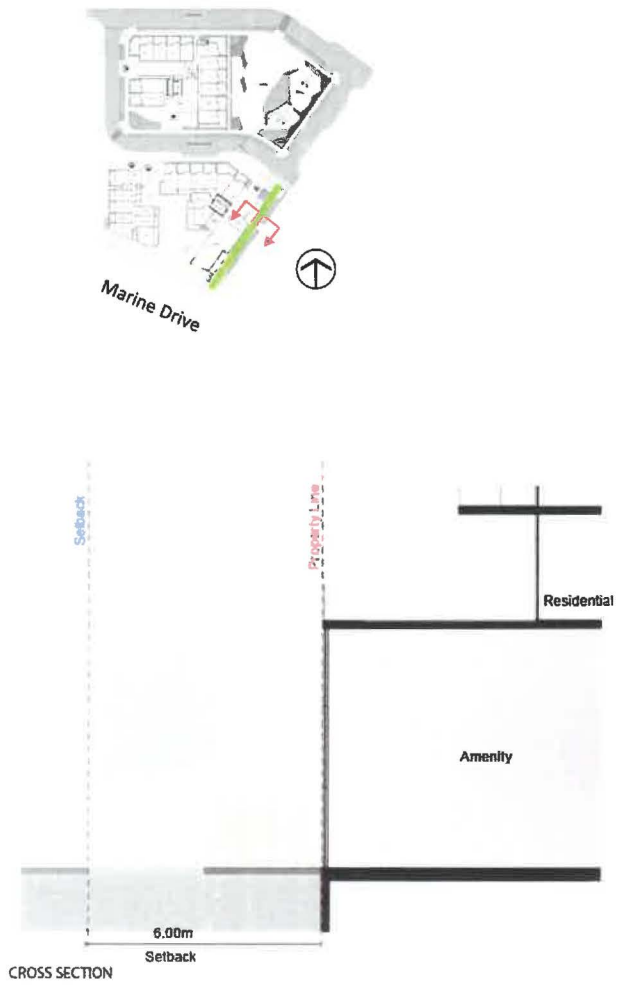 Marine Drive
Setback
Property Line
Residential
Amenity
6.00m
Setback
CROSS SECTION